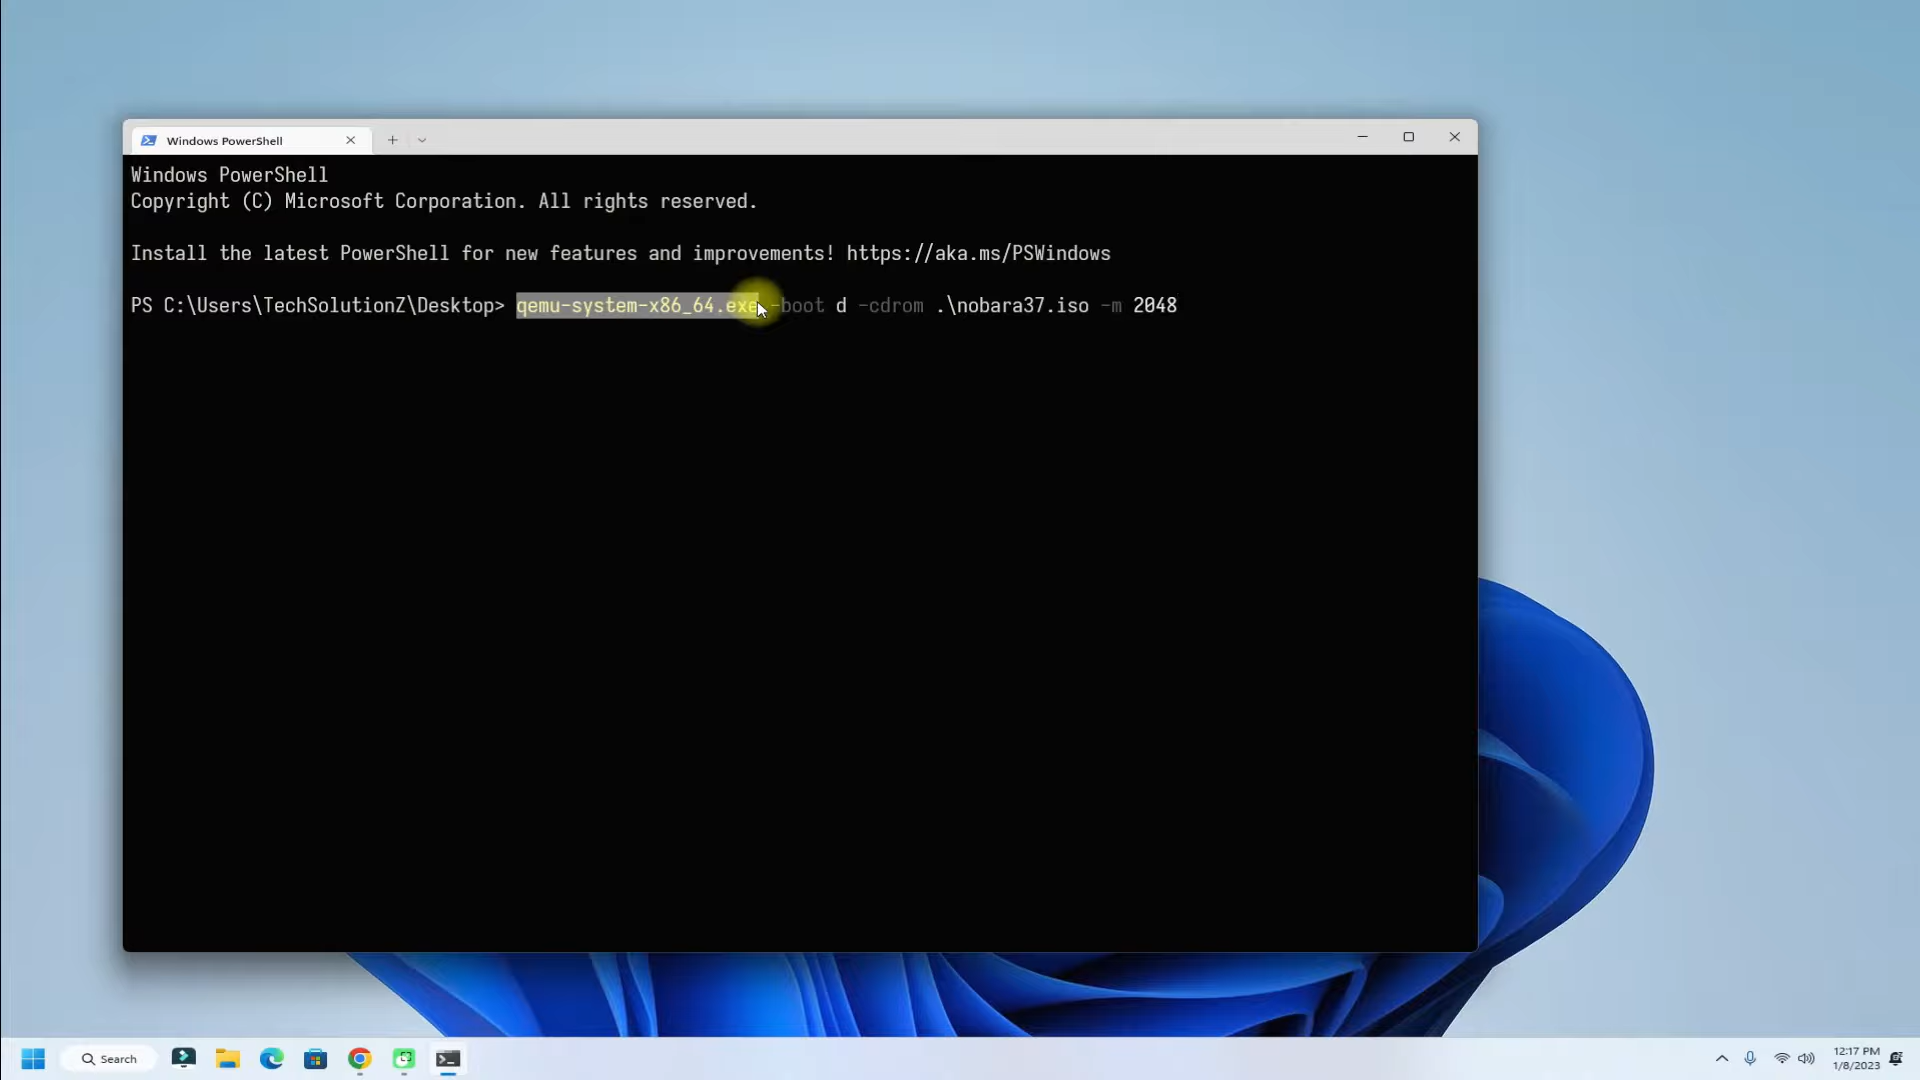 Windows PowerShell
Windows PowerShell
Copyright (C) Microsoft Corporation. All rights reserved.
Install the latest PowerShell for new features and improvements! https://aka.ms/PSWindows
PS C:\Users\TechSolutionZ\Desktop> qemu-system-x86_64.exe -boot d -cdrom .\nobara37.iso -m 2048
Search
12:17 PM
1/8/2023